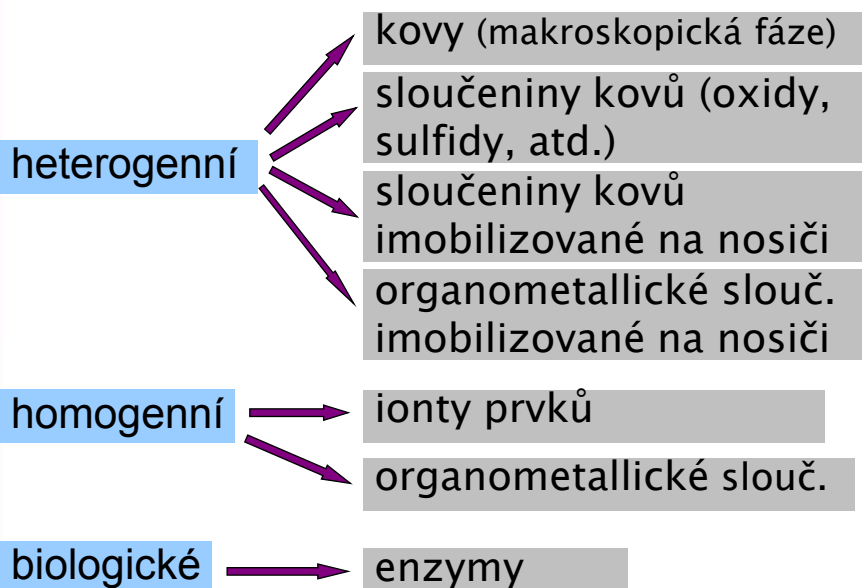 heterogenní
kovy (makroskopická fáze)
sloučeniny kovů (oxidy,
sulfidy, atd.)
sloučeniny kovů
imobilizované na nosiči
organometallické slouč.
imobilizované na nosiči
homogenní
ionty prvků
organometallické slouč.
biologické
enzymy